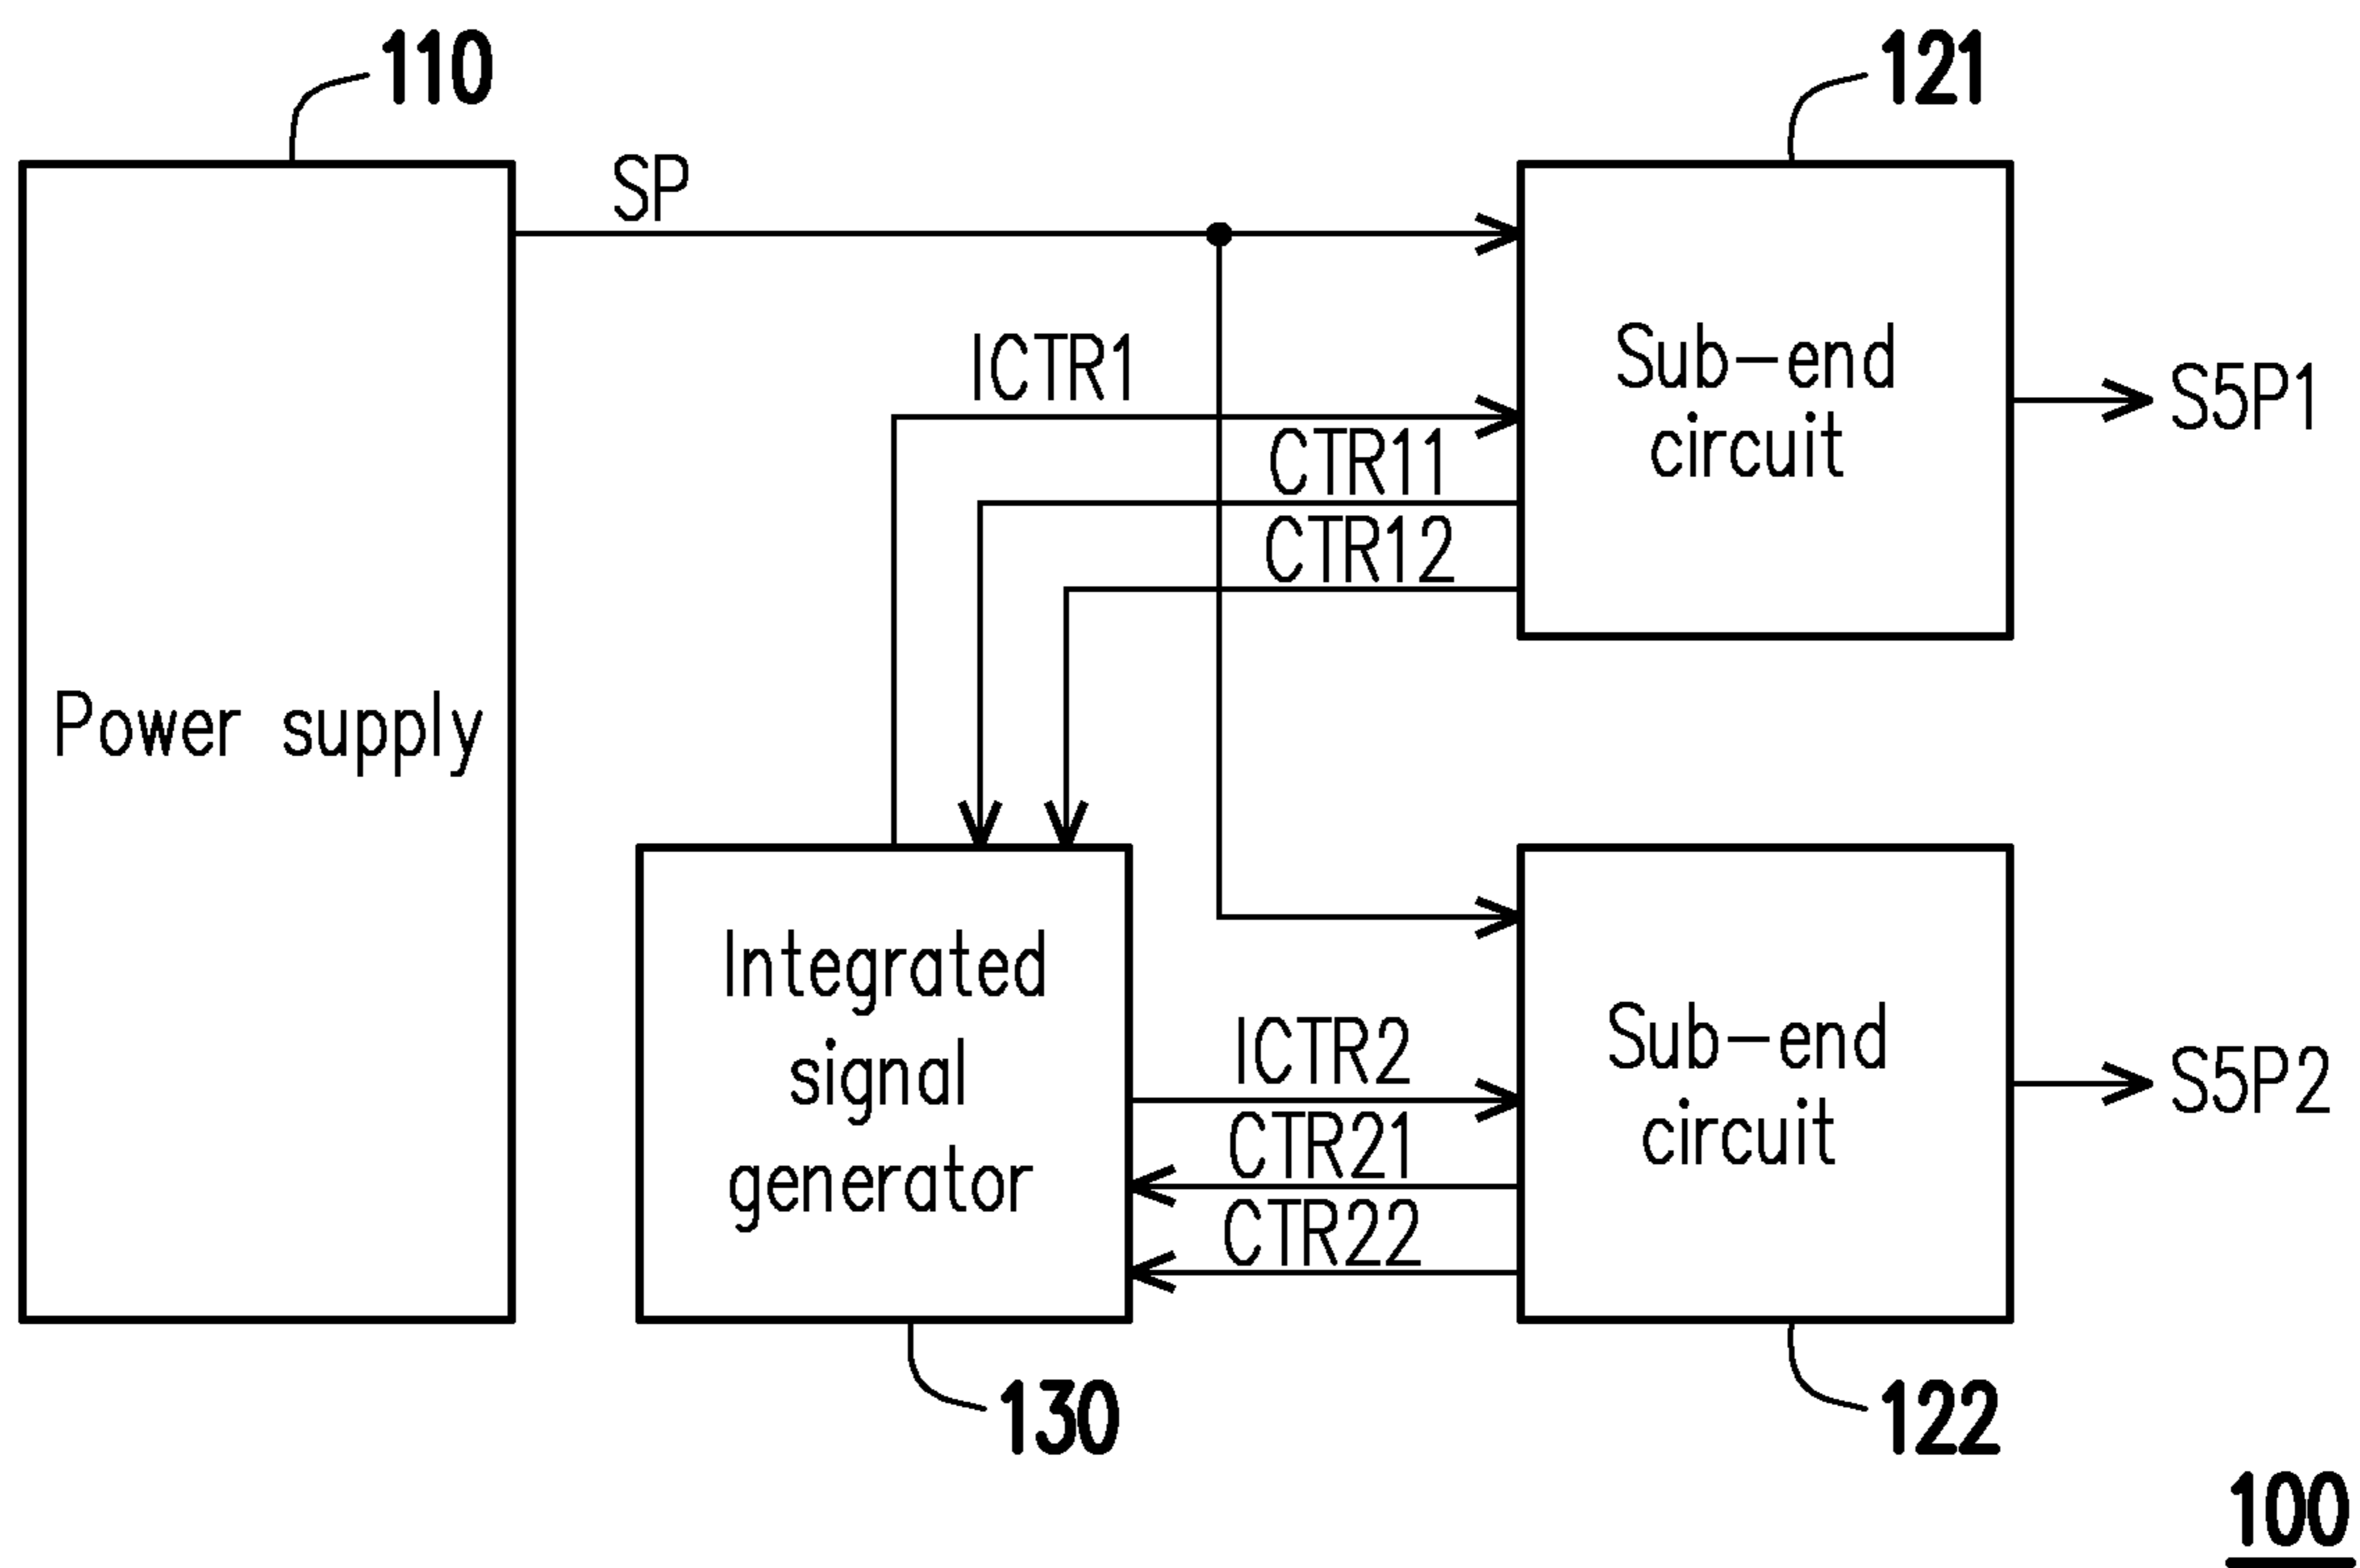 110
121
SP
ICTR1
Sub-end
circuit
S5P1
CTR11
CTR12
Power supply
Integrated
signal
generator
ICTR2
CTR21
CTR22
Sub-end
circuit
S5P2
130
122
100